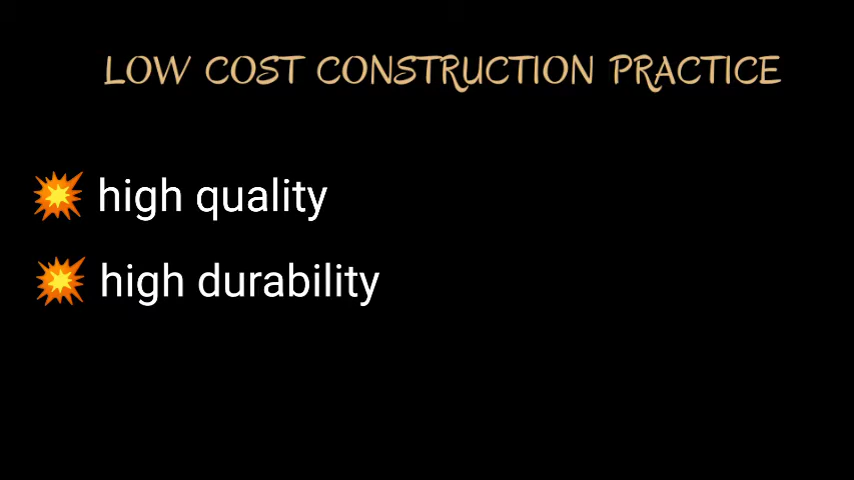 LOW COST CONSTRUCTION PRACTICE
💥 high quality
💥 high durability